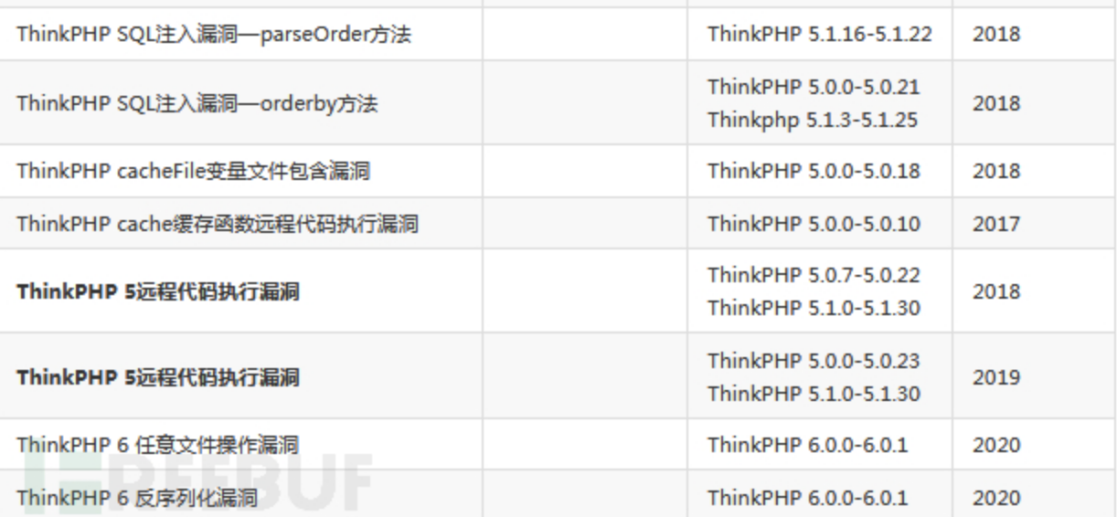 ThinkPHP SQL注入漏洞—parseOrder方法 ThinkPHP 5.1.16-5.1.22 2018
ThinkPHP SQL注入漏洞—orderby方法 ThinkPHP 5.0.0-5.0.21 2018
Thinkphp 5.1.3-5.1.25
ThinkPHP cacheFile变量文件包含漏洞 ThinkPHP 5.0.0-5.0.18 2018
ThinkPHP cache缓存函数远程代码执行漏洞 ThinkPHP 5.0.0-5.0.10 2017
ThinkPHP 5远程代码执行漏洞 ThinkPHP 5.0.7-5.0.22 2018
ThinkPHP 5.1.0-5.1.30
ThinkPHP 5远程代码执行漏洞 ThinkPHP 5.0.0-5.0.23 2019
ThinkPHP 5.1.0-5.1.30
ThinkPHP 6 任意文件操作漏洞 ThinkPHP 6.0.0-6.0.1 2020
FREEBUF
ThinkPHP 6 反序列化漏洞 ThinkPHP 6.0.0-6.0.1 2020